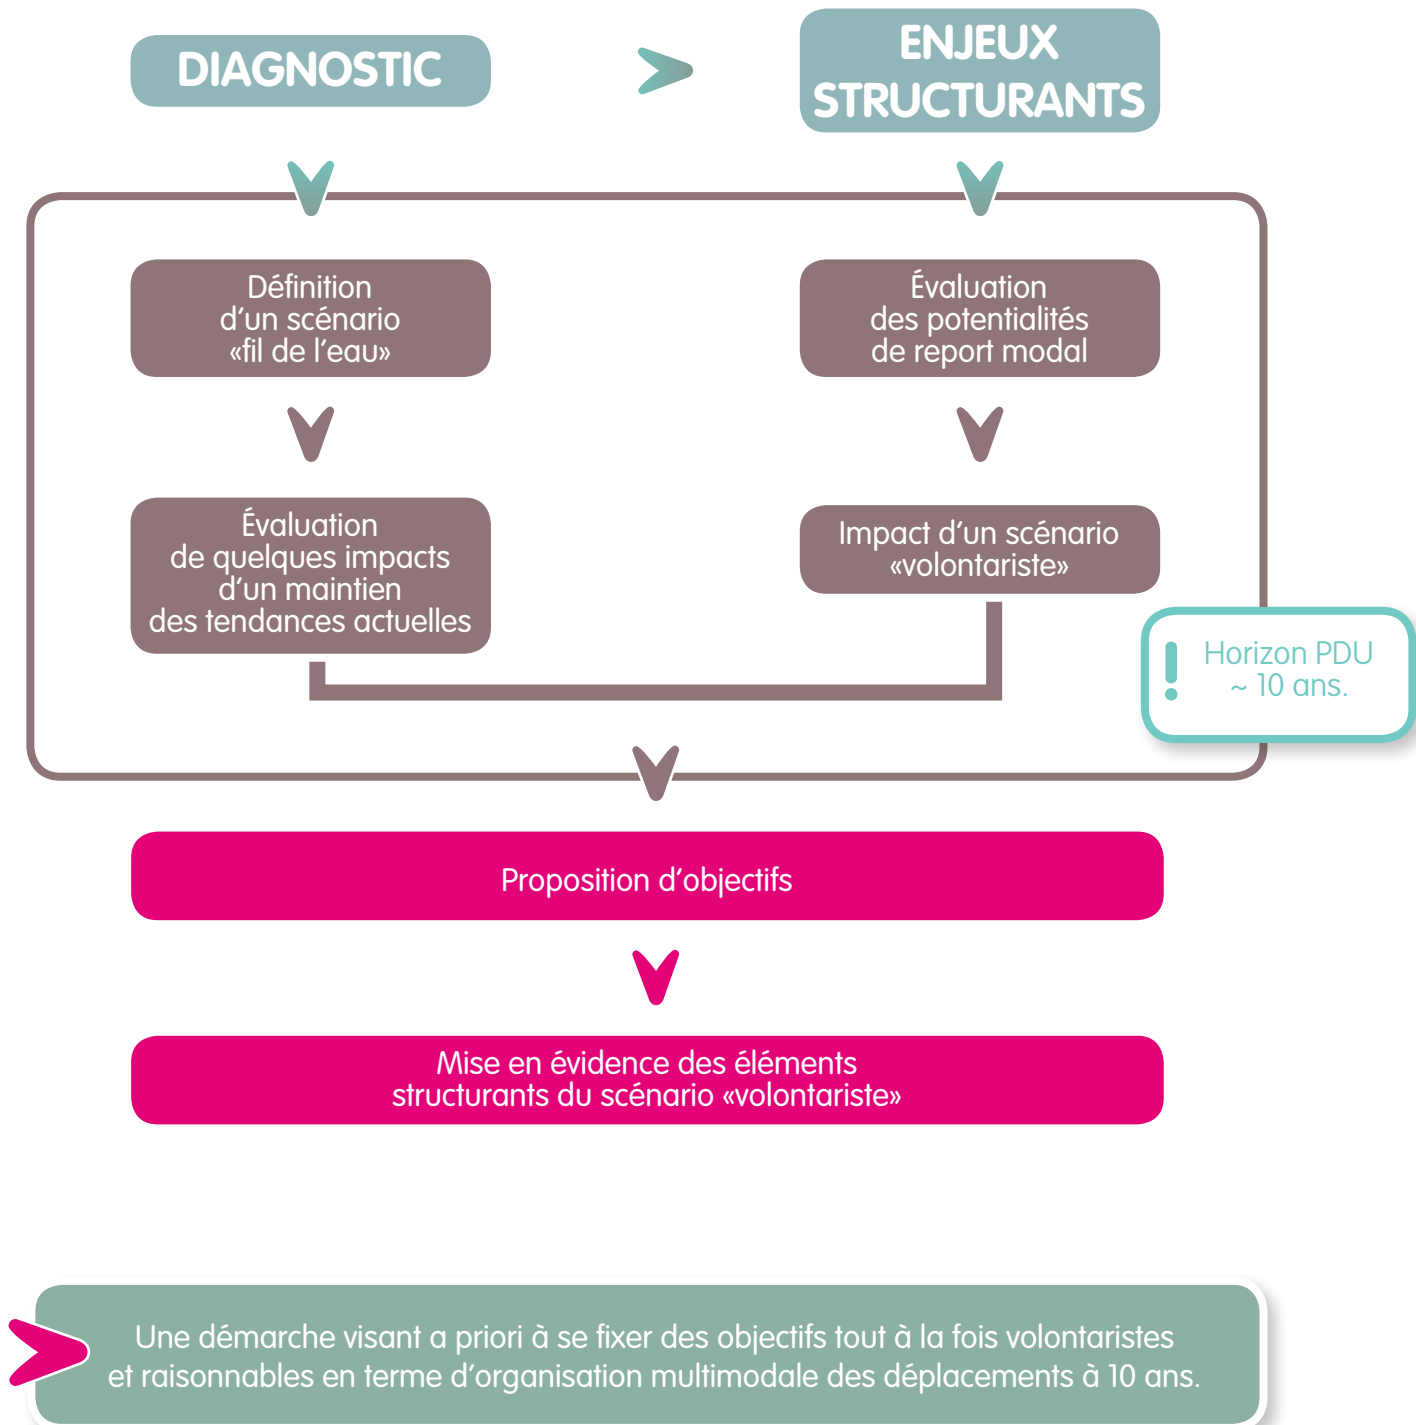 DIAGNOSTIC
ENJEUX
STRUCTURANTS
Définition
d'un scénario
«fil de l'eau»
Évaluation
des potentialités
de report modal
Évaluation
de quelques impacts
d'un maintien
des tendances actuelles
Impact d'un scénario
«volontariste»
! Horizon PDU
~ 10 ans.
Proposition d'objectifs
Mise en évidence des éléments
structurants du scénario «volontariste»
Une démarche visant a priori à se fixer des objectifs tout à la fois volontaristes
et raisonnables en terme d'organisation multimodale des déplacements à 10 ans.